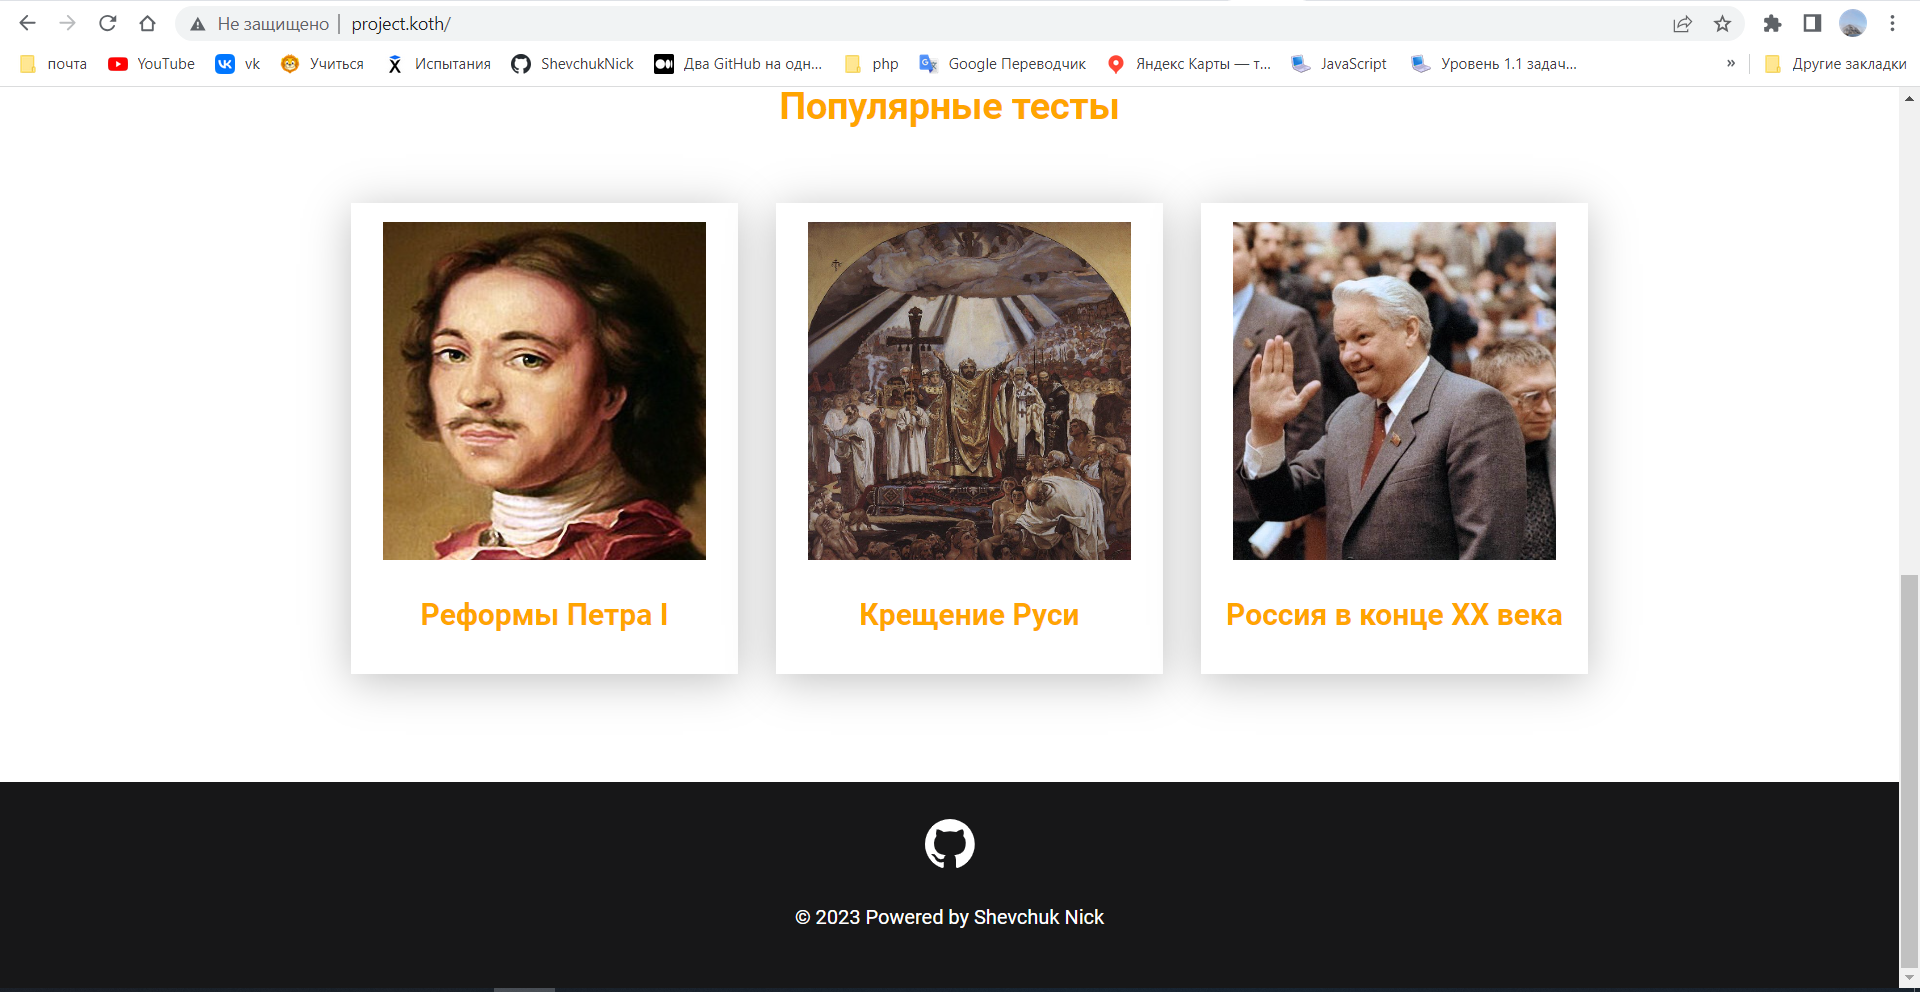 Не защищено | project.koth/
почта YouTube vk Учиться Испытания ShevchukNick Два GitHub на одн... php Google Переводчик Яндекс Карты — т... JavaScript Уровень 1.1 задач... » Другие закладки
Популярные тесты
Реформы Петра I Крещение Руси Россия в конце XX века
© 2023 Powered by Shevchuk Nick